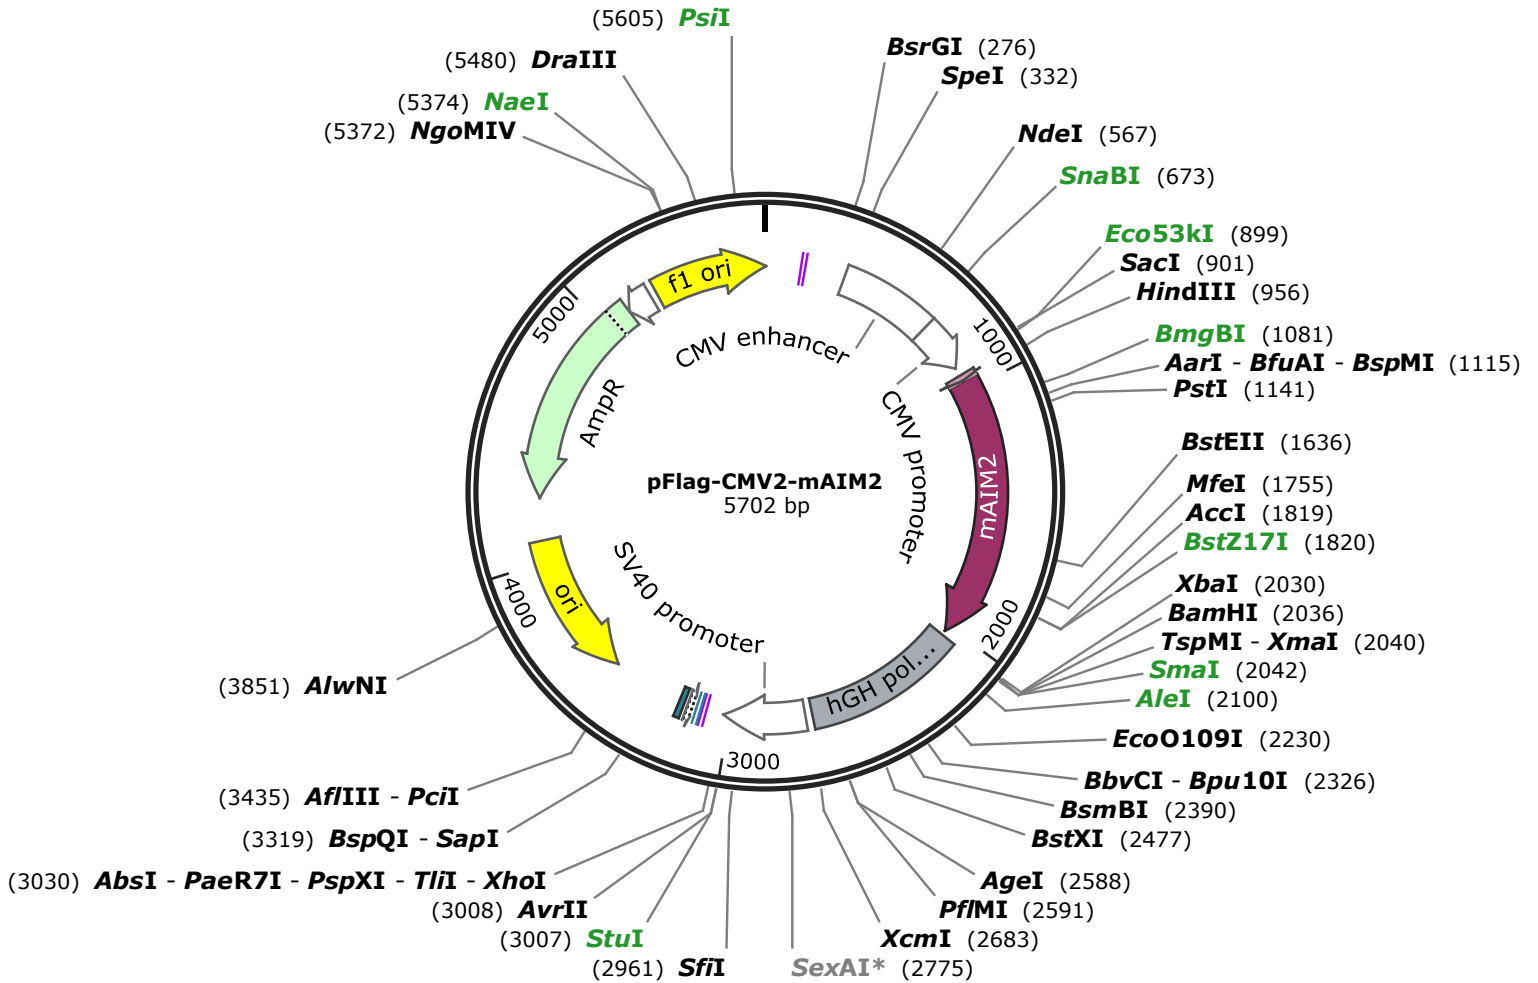 (5605) PsiI
(5480) DraIII
(5374) NaeI
(5372) NgoMIV
BsrGI (276)
SpeI (332)
NdeI (567)
SnaBI (673)
Eco53kI (899)
SacI (901)
HindIII (956)
BmgBI (1081)
AarI - BfuAI - BspMI (1115)
PstI (1141)
BstEII (1636)
MfeI (1755)
AccI (1819)
BstZ17I (1820)
XbaI (2030)
BamHI (2036)
TspMI - XmaI (2040)
SmaI (2042)
AleI (2100)
EcoO109I (2230)
BbvCI - Bpu10I (2326)
BsmBI (2390)
BstXI (2477)
AgeI (2588)
PflMI (2591)
XcmI (2683)
SexAI* (2775)
(2961) SfiI
(3007) StuI
(3008) AvrII
(3030) AbsI - PaeR7I - PspXI - TliI - XhoI
(3319) BspQI - SapI
(3435) AflIII - PciI
(3851) AlwNI
1000
2000
3000
4000
5000
f1 ori
CMV enhancer
CMV promoter
mAIM2
hGH pol...
SV40 promoter
ori
AmpR
pFlag-CMV2-mAIM2
5702 bp